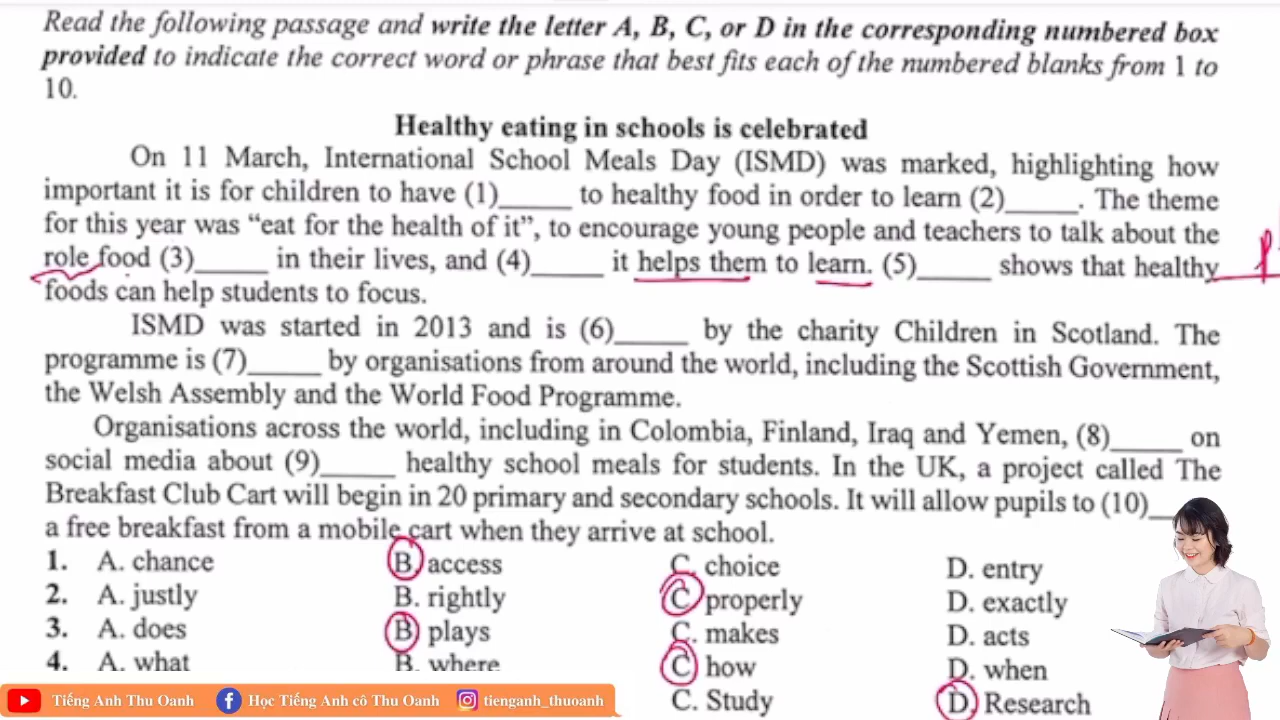 Read the following passage and write the letter A, B, C, or D in the corresponding numbered box
provided to indicate the correct word or phrase that best fits each of the numbered blanks from 1 to
10.
Healthy eating in schools is celebrated
On 11 March, International School Meals Day (ISMD) was marked, highlighting how
important it is for children to have (1)_____ to healthy food in order to learn (2)_____. The theme
for this year was “eat for the health of it”, to encourage young people and teachers to talk about the
role food (3)_____ in their lives, and (4)_____ it helps them to learn. (5)_____ shows that healthy
foods can help students to focus.
ISMD was started in 2013 and is (6)_____ by the charity Children in Scotland. The
programme is (7)_____ by organisations from around the world, including the Scottish Government,
the Welsh Assembly and the World Food Programme.
Organisations across the world, including in Colombia, Finland, Iraq and Yemen, (8)_____ on
social media about (9)_____ healthy school meals for students. In the UK, a project called The
Breakfast Club Cart will begin in 20 primary and secondary schools. It will allow pupils to (10)__
a free breakfast from a mobile cart when they arrive at school.
1. A. chance B. access C. choice D. entry
2. A. justly B. rightly C. properly D. exactly
3. A. does B. plays C. makes D. acts
4. A. what B. where C. how D. when
C. Study D. Research
Tiếng Anh Thu Oanh Học Tiếng Anh cô Thu Oanh tienganh_thuoanh